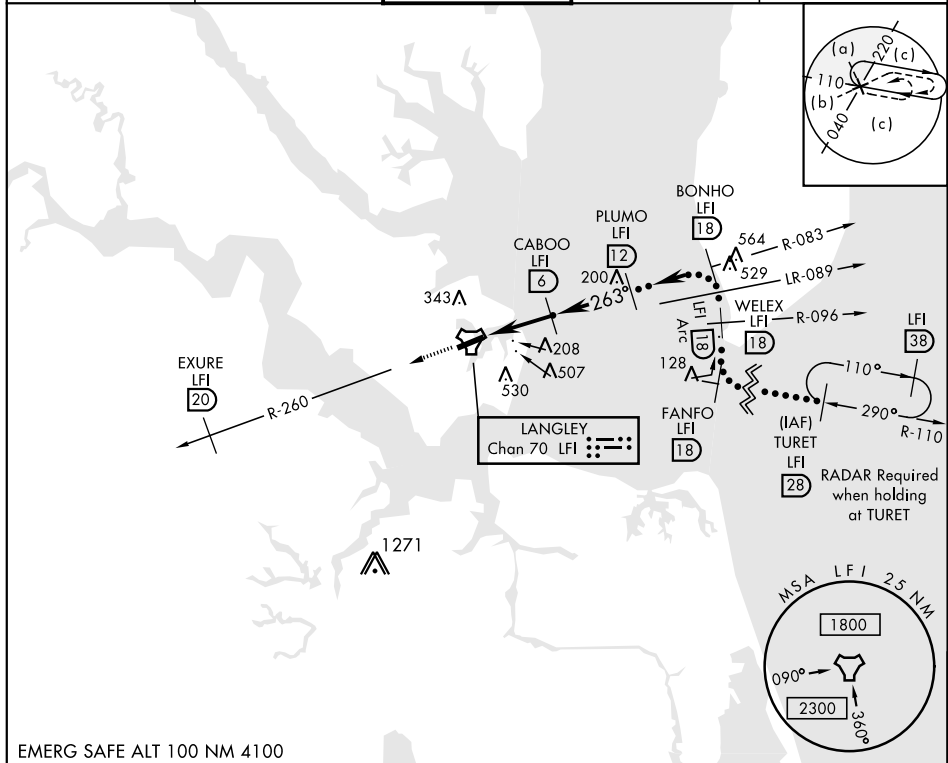 (a)
220
(c)
110
(b)
040
(c)
BONHO
LFI
18
PLUMO
LFI
12
564
R-083
CABOO
LFI
6
200
529
LR-089
263°
343
WELEX
LFI
18
R-096
LFI
38
LFI
18
Arc
208
EXURE
LFI
20
507
128
110°
530
R-260
290°
R-110
FANFO
LFI
18
(IAF)
TURET
LFI
28
LANGLEY
Chan 70 LFI
RADAR Required
when holding
at TURET
1271
MSA LFI 25 NM
1800
090°
2300
360°
EMERG SAFE ALT 100 NM 4100